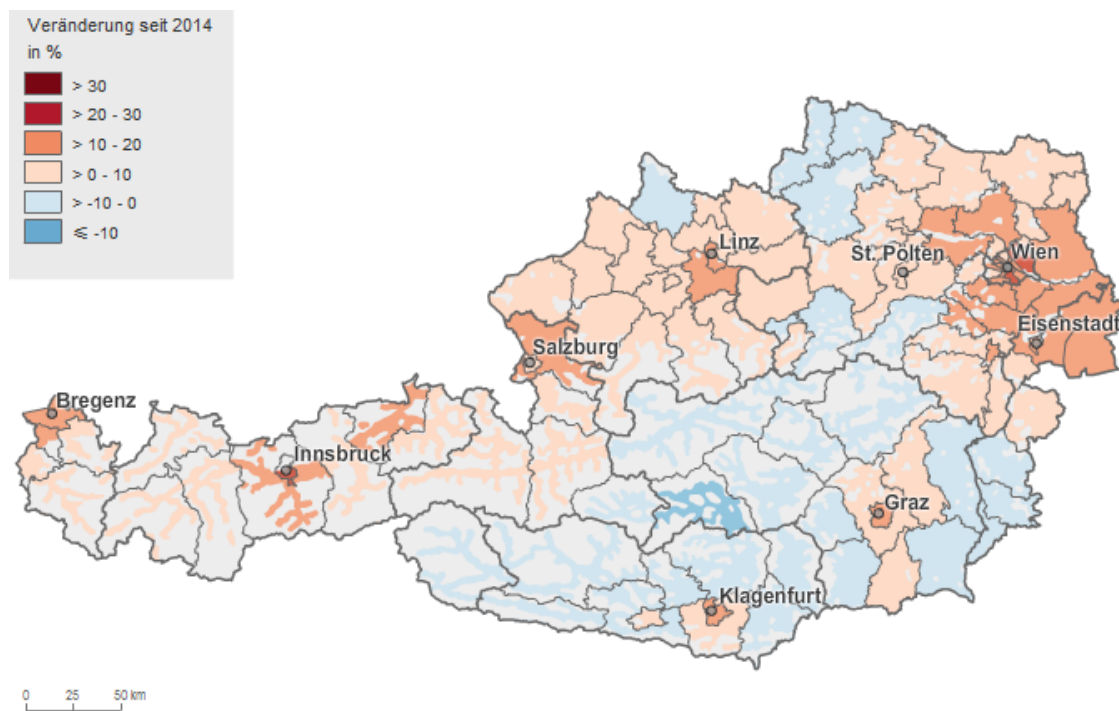 Veränderung seit 2014
in %
> 30
> 20 - 30
> 10 - 20
> 0 - 10
> -10 - 0
⩽ -10
Linz
St. Pölten
Wien
Eisenstadt
Salzburg
Bregenz
Innsbruck
Graz
Klagenfurt
0 25 50 km